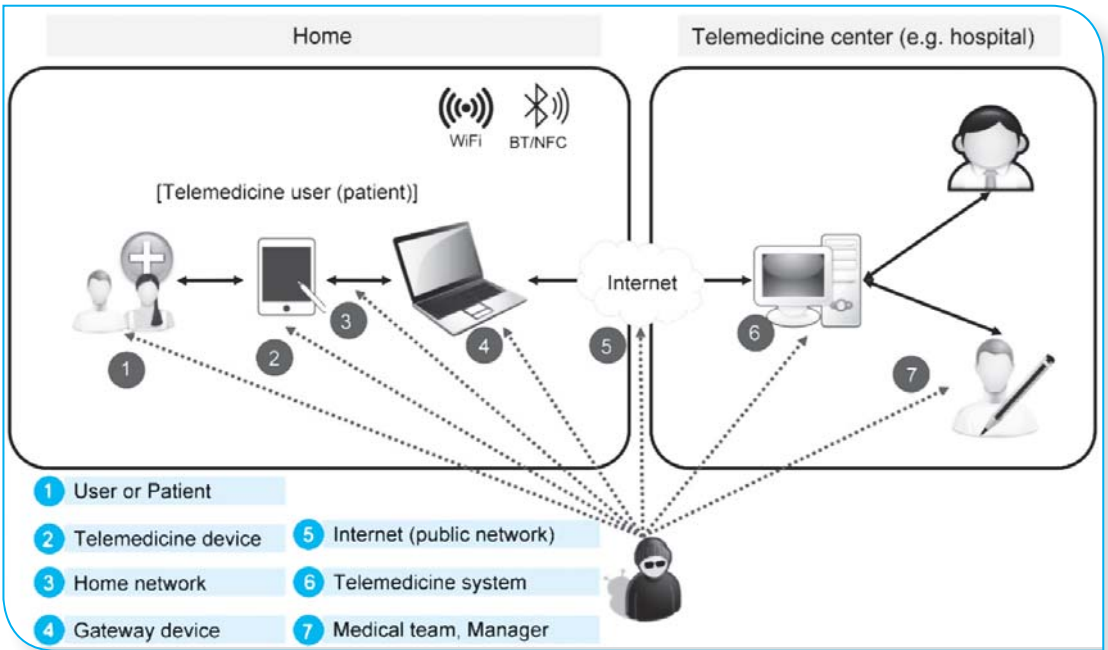 Home
Telemedicine center (e.g. hospital)
WiFi
BT/NFC
[Telemedicine user (patient)]
Internet
1
2
3
4
5
6
7
1 User or Patient
2 Telemedicine device
3 Home network
4 Gateway device
5 Internet (public network)
6 Telemedicine system
7 Medical team, Manager